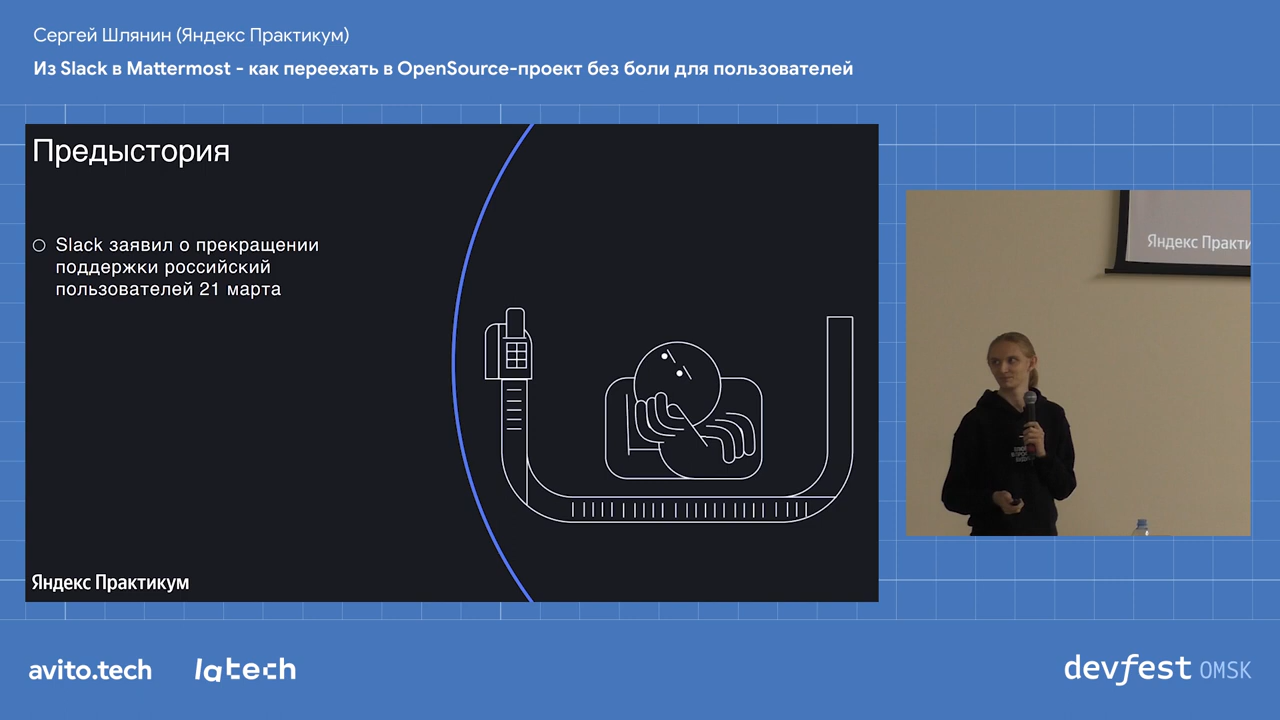 Сергей Шлянин (Яндекс Практикум)
Из Slack в Mattermost - как переехать в OpenSource-проект без боли для пользователей
Предыстория
Slack заявил о прекращении
поддержки российский
пользователей 21 марта
Яндекс Практикум
Яндекс Практи
avito.tech
latech
devfest OMSK